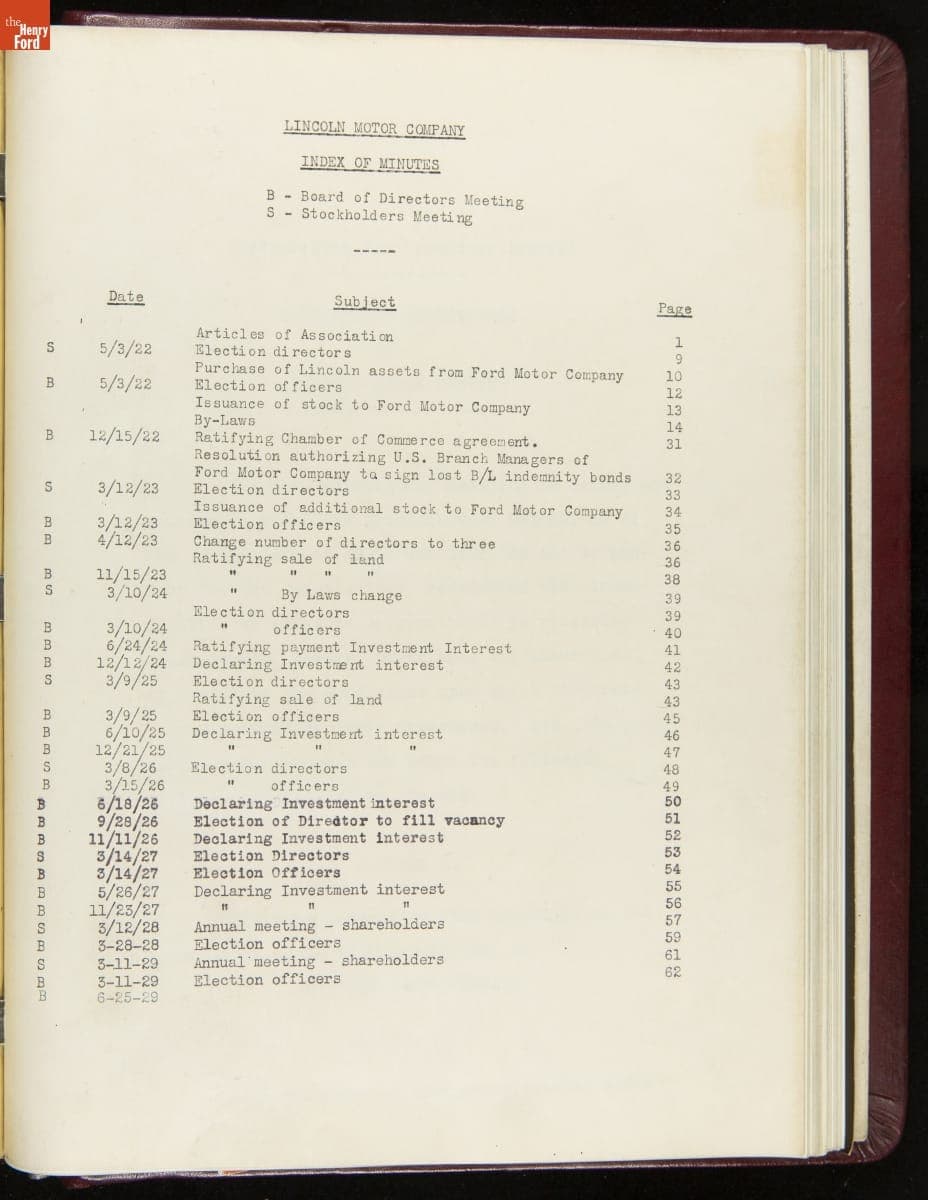 the
Henry
Ford
LINCOLN MOTOR COMPANY
INDEX OF MINUTES
B - Board of Directors Meeting
S - Stockholders Meeting
-----
Date Subject Page
Articles of Association 1
S 5/3/22 Election directors 9
Purchase of Lincoln assets from Ford Motor Company 10
B 5/3/22 Election officers 12
Issuance of stock to Ford Motor Company 13
By-Laws 14
B 12/15/22 Ratifying Chamber of Commerce agreement. 31
Resolution authorizing U.S. Branch Managers of
Ford Motor Company to sign lost B/L indemnity bonds 32
S 3/12/23 Election directors 33
Issuance of additional stock to Ford Motor Company 34
B 3/12/23 Election officers 35
B 4/12/23 Change number of directors to three 36
Ratifying sale of land 36
B 11/15/23 " " " " 38
S 3/10/24 " By Laws change 39
Election directors 39
B 3/10/24 " officers 40
B 6/24/24 Ratifying payment Investment Interest 41
B 12/12/24 Declaring Investment interest 42
S 3/9/25 Election directors 43
Ratifying sale of land 43
B 3/9/25 Election officers 45
B 6/10/25 Declaring Investment interest 46
B 12/21/25 " " " 47
S 3/8/26 Election directors 48
B 3/15/26 " officers 49
B 6/18/26 Declaring Investment interest 50
B 9/28/26 Election of Director to fill vacancy 51
B 11/11/26 Declaring Investment interest 52
S 3/14/27 Election Directors 53
B 3/14/27 Election Officers 54
B 5/26/27 Declaring Investment interest 55
B 11/23/27 " " " 56
S 3/12/28 Annual meeting - shareholders 57
B 3-28-28 Election officers 59
S 3-11-29 Annual meeting - shareholders 61
B 3-11-29 Election officers 62
B 6-25-29